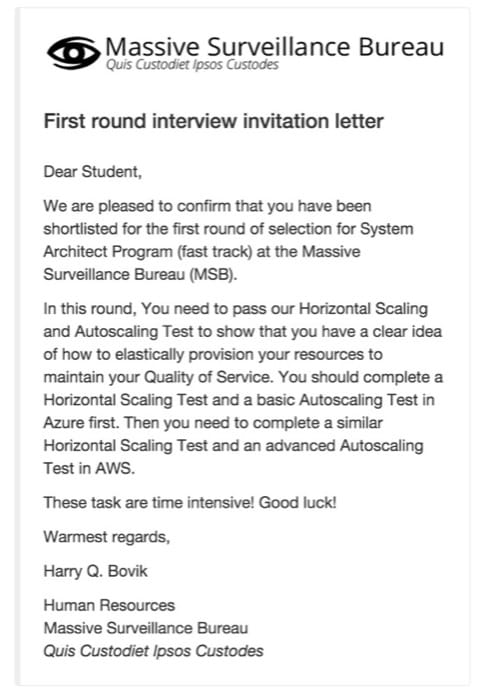 Massive Surveillance Bureau
Quis Custodiet Ipsos Custodes
First round interview invitation letter
Dear Student,
We are pleased to confirm that you have been
shortlisted for the first round of selection for System
Architect Program (fast track) at the Massive
Surveillance Bureau (MSB).
In this round, You need to pass our Horizontal Scaling
and Autoscaling Test to show that you have a clear idea
of how to elastically provision your resources to
maintain your Quality of Service. You should complete a
Horizontal Scaling Test and a basic Autoscaling Test in
Azure first. Then you need to complete a similar
Horizontal Scaling Test and an advanced Autoscaling
Test in AWS.
These task are time intensive! Good luck!
Warmest regards,
Harry Q. Bovik
Human Resources
Massive Surveillance Bureau
Quis Custodiet Ipsos Custodes